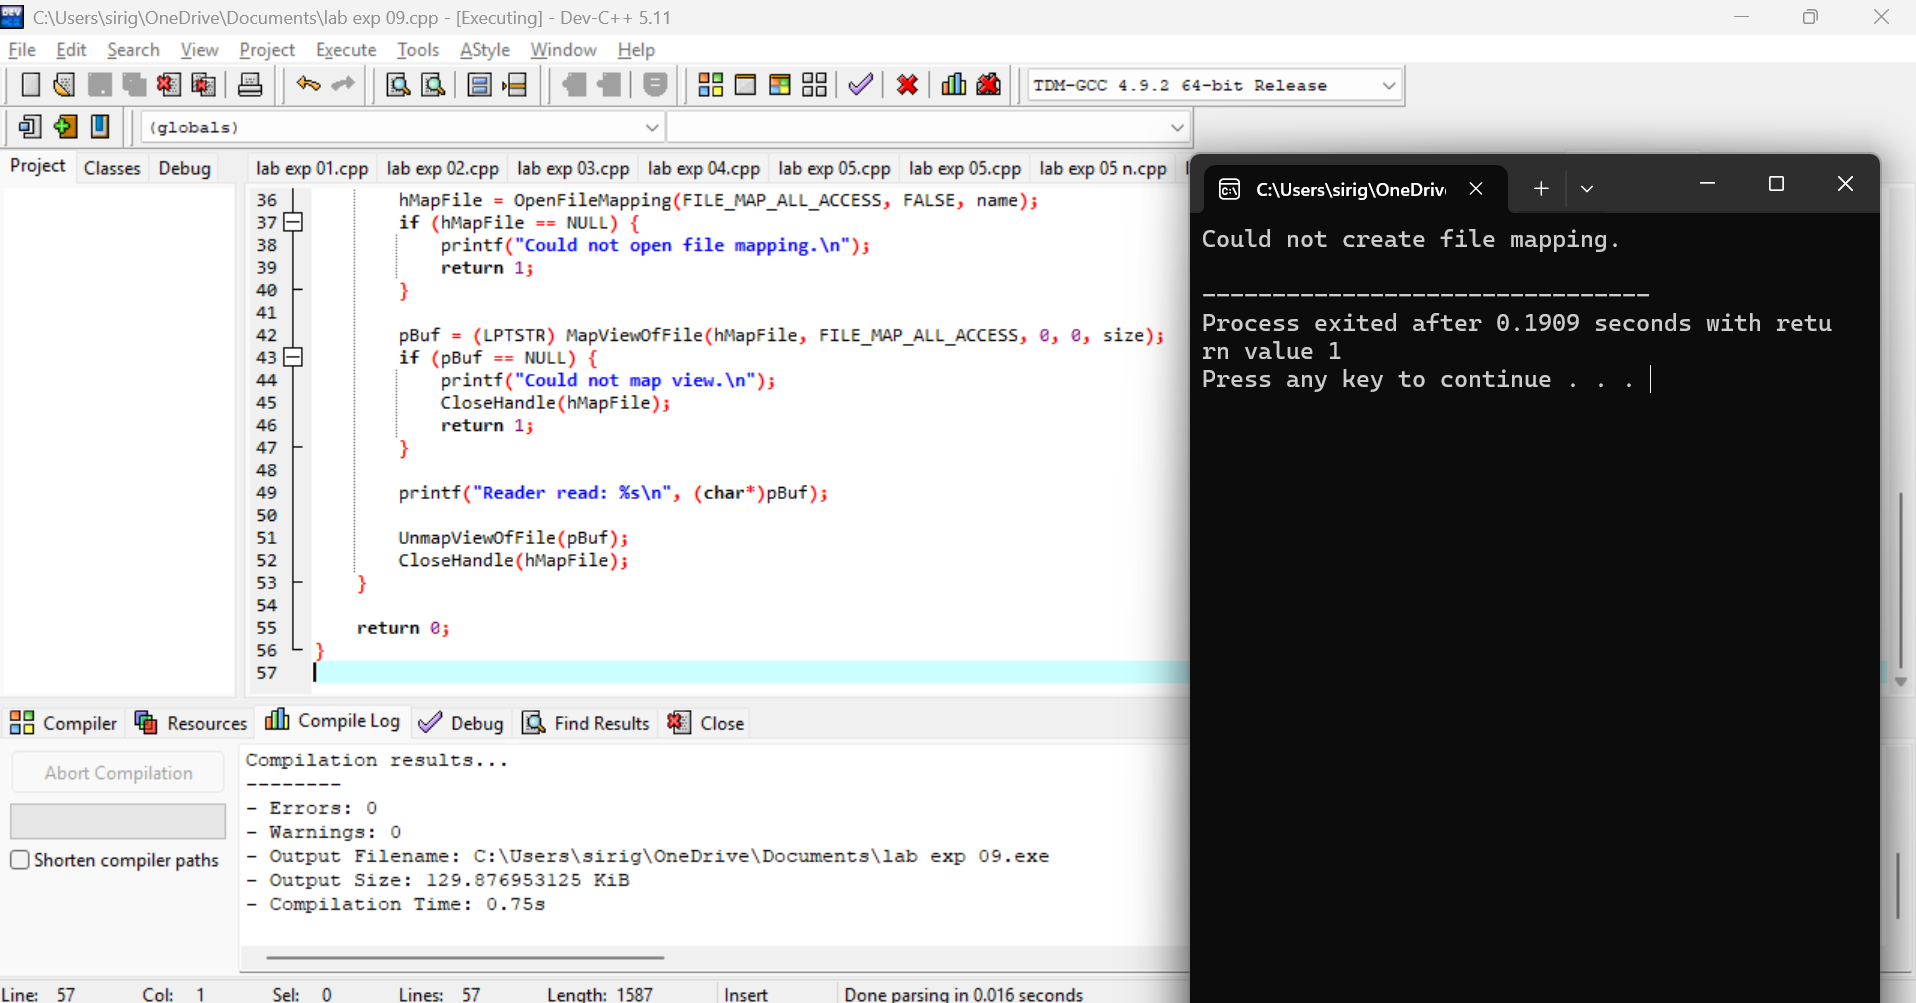 C:\Users\sirig\OneDrive\Documents\lab exp 09.cpp - [Executing] - Dev-C++ 5.11
File Edit Search View Project Execute Tools AStyle Window Help
TDM-GCC 4.9.2 64-bit Release
(globals)
Project Classes Debug
lab exp 01.cpp lab exp 02.cpp lab exp 03.cpp lab exp 04.cpp lab exp 05.cpp lab exp 05.cpp lab exp 05 n.cpp
36 hMapFile = OpenFileMapping(FILE_MAP_ALL_ACCESS, FALSE, name);
37 if (hMapFile == NULL) {
38 printf("Could not open file mapping.\n");
39 return 1;
40 }
41
42 pBuf = (LPTSTR) MapViewOfFile(hMapFile, FILE_MAP_ALL_ACCESS, 0, 0, size);
43 if (pBuf == NULL) {
44 printf("Could not map view.\n");
45 CloseHandle(hMapFile);
46 return 1;
47 }
48
49 printf("Reader read: %s\n", (char*)pBuf);
50
51 UnmapViewOfFile(pBuf);
52 CloseHandle(hMapFile);
53 }
54
55 return 0;
56 }
57
C:\Users\sirig\OneDriv
Could not create file mapping.
--------------------------------
Process exited after 0.1909 seconds with retu
rn value 1
Press any key to continue . . .
Compiler Resources Compile Log Debug Find Results Close
Abort Compilation
Shorten compiler paths
Compilation results...
--------
- Errors: 0
- Warnings: 0
- Output Filename: C:\Users\sirig\OneDrive\Documents\lab exp 09.exe
- Output Size: 129.876953125 KiB
- Compilation Time: 0.75s
Line: 57 Col: 1 Sel: 0 Lines: 57 Length: 1587 Insert Done parsing in 0.016 seconds